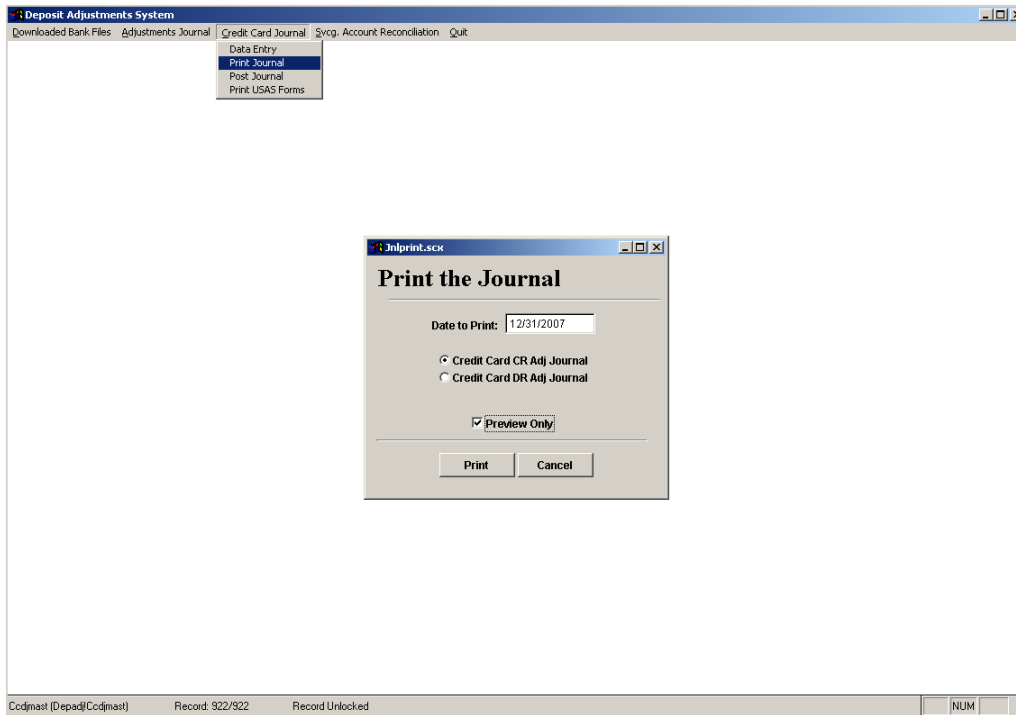 Deposit Adjustments System
Downloaded Bank Files Adjustments Journal Credit Card Journal Svcg. Account Reconciliation Quit
Data Entry
Print Journal
Post Journal
Print USAS Forms
Jnlprint.scx
Print the Journal
Date to Print: 12/31/2007
Credit Card CR Adj Journal
Credit Card DR Adj Journal
Preview Only
Print Cancel
Ccdjmast (Depadj!Ccdjmast) Record: 922/922 Record Unlocked NUM